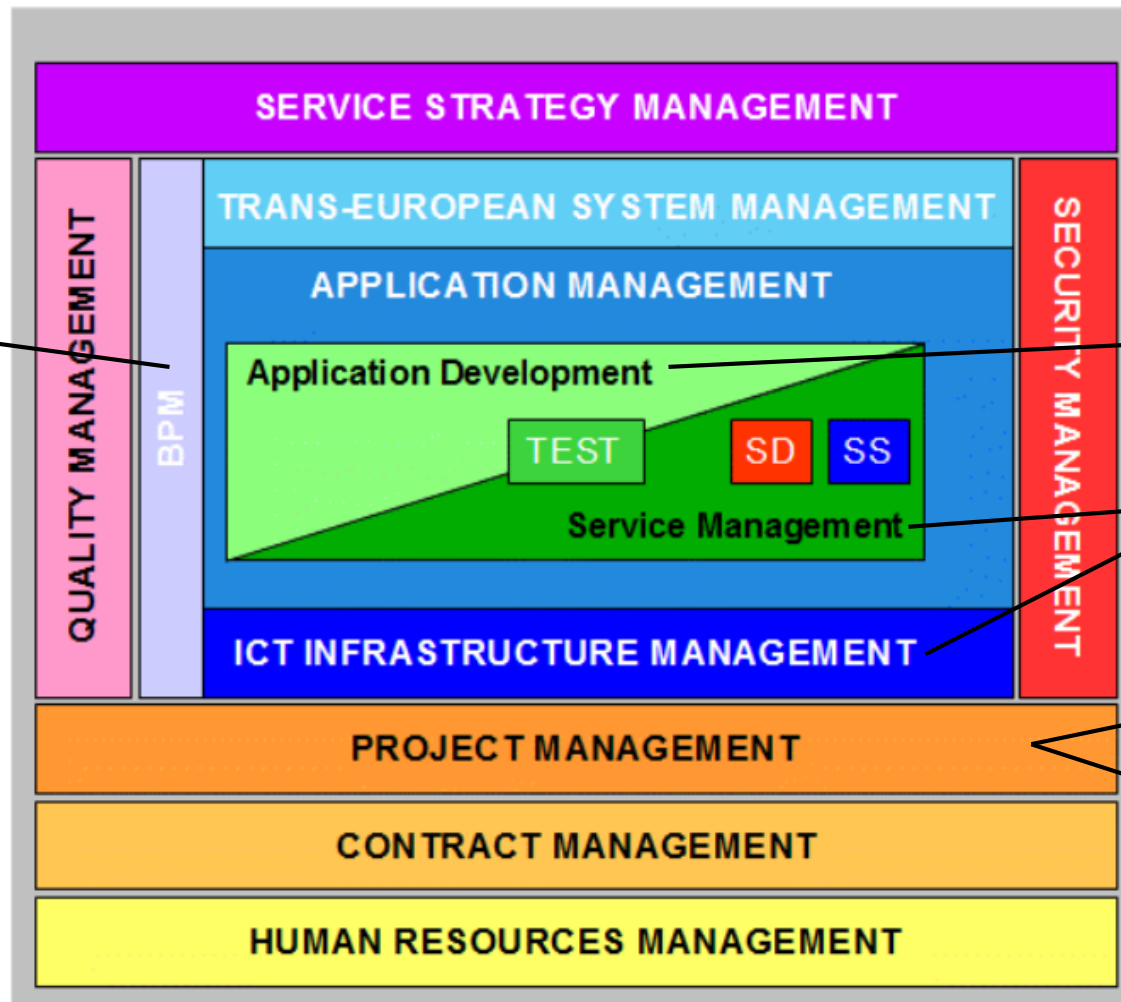 SERVICE STRATEGY MANAGEMENT
QUALITY MANAGEMENT
BPM
TRANS-EUROPEAN SYSTEM MANAGEMENT
APPLICATION MANAGEMENT
Application Development
TEST
SD
SS
Service Management
ICT INFRASTRUCTURE MANAGEMENT
SECURITY MANAGEMENT
PROJECT MANAGEMENT
CONTRACT MANAGEMENT
HUMAN RESOURCES MANAGEMENT